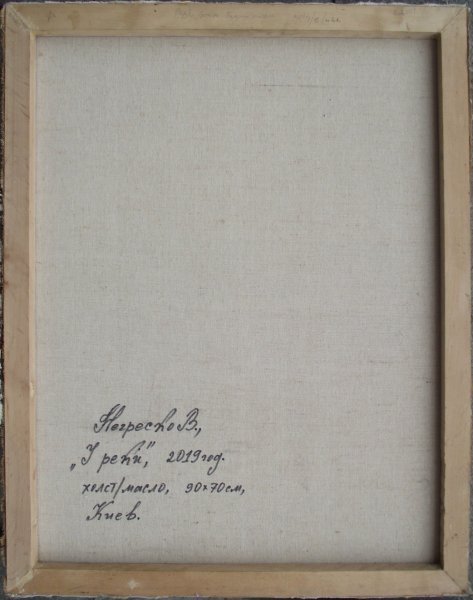 Негреско В.,
„У реки", 2019 год.
холст/масло, 90×70см,
Киев.